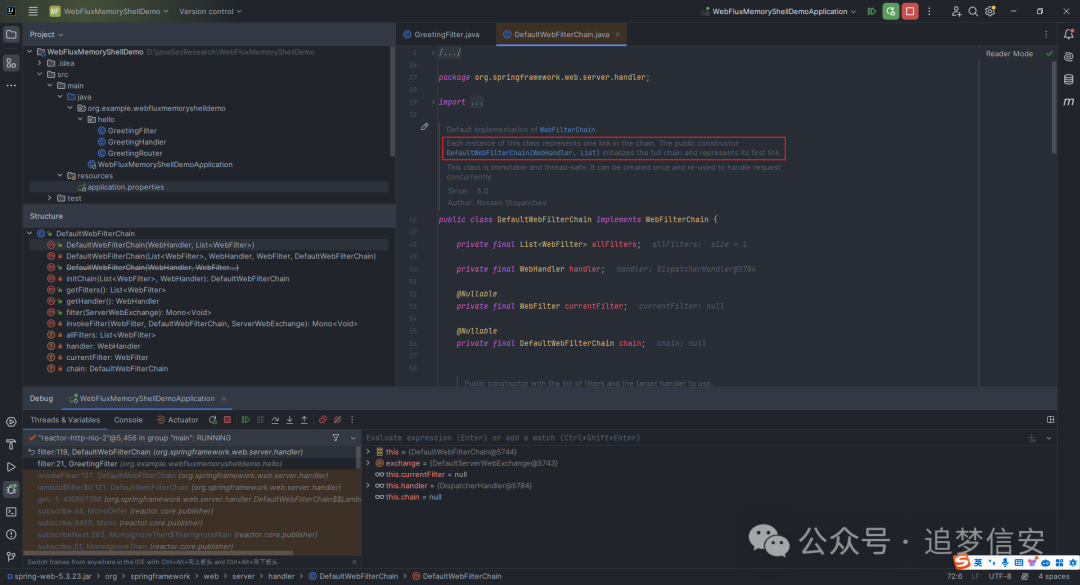 WF WebFluxMemoryShellDemo Version control
WebFluxMemoryShellDemoApplication
Project
WebFluxMemoryShellDemo D:\javaSecResearch\WebFluxMemoryShellDemo
.idea
src
main
java
org.example.webfluxmemoryshelldemo
hello
GreetingFilter
GreetingHandler
GreetingRouter
WebFluxMemoryShellDemoApplication
resources
application.properties
test
Structure
DefaultWebFilterChain
DefaultWebFilterChain(WebHandler, List<WebFilter>)
DefaultWebFilterChain(List<WebFilter>, WebHandler, WebFilter, DefaultWebFilterChain)
DefaultWebFilterChain(WebHandler, WebFilter...)
initChain(List<WebFilter>, WebHandler): DefaultWebFilterChain
getFilters(): List<WebFilter>
getHandler(): WebHandler
filter(ServerWebExchange): Mono<Void>
invokeFilter(WebFilter, DefaultWebFilterChain, ServerWebExchange): Mono<Void>
allFilters: List<WebFilter>
handler: WebHandler
currentFilter: WebFilter
chain: DefaultWebFilterChain
GreetingFilter.java DefaultWebFilterChain.java
Reader Mode
1 /.../
16
17 package org.springframework.web.server.handler;
18
19 import ...
32
Default implementation of WebFilterChain.
Each instance of this class represents one link in the chain. The public constructor
DefaultWebFilterChain(WebHandler, List) initializes the full chain and represents its first link.
This class is immutable and thread-safe. It can be created once and re-used to handle request
concurrently.
Since: 5.0
Author: Rossen Stoyanchev
public class DefaultWebFilterChain implements WebFilterChain {
private final List<WebFilter> allFilters; allFilters: size = 1
private final WebHandler handler; handler: DispatcherHandler@5784
@Nullable
private final WebFilter currentFilter; currentFilter: null
@Nullable
private final DefaultWebFilterChain chain; chain: null
Public constructor with the list of filters and the target handler to use.
Debug WebFluxMemoryShellDemoApplication
Threads & Variables Console Actuator
"reactor-http-nio-2"@5,456 in group "main": RUNNING
filter:119, DefaultWebFilterChain (org.springframework.web.server.handler)
filter:21, GreetingFilter (org.example.webfluxmemoryshelldemo.hello)
invokeFilter:127, DefaultWebFilterChain (org.springframework.web.server.handler)
lambda$filter$0:121, DefaultWebFilterChain (org.springframework.web.server.handler)
get:-1, 416897396 (org.springframework.web.server.handler.DefaultWebFilterChain$$Lamb
subscribe:44, MonoDefer (reactor.core.publisher)
subscribe:4455, Mono (reactor.core.publisher)
subscribeNext:263, MonoIgnoreThen$ThenIgnoreMain (reactor.core.publisher)
subscribe:51, MonoIgnoreThen (reactor.core.publisher)
Switch frames from anywhere in the IDE with Ctrl+Alt+向上箭头 and Ctrl+Alt+向下箭头
Evaluate expression (Enter) or add a watch (Ctrl+Shift+Enter)
this = {DefaultWebFilterChain@5744}
exchange = {DefaultServerWebExchange@5743}
this.currentFilter = null
this.handler = {DispatcherHandler@5784}
this.chain = null
公众号 · 追梦信安
英
spring-web-5.3.23.jar > org > springframework > web > server > handler > DefaultWebFilterChain > DefaultWebFilterChain
72:6 LF UTF-8 4 spaces